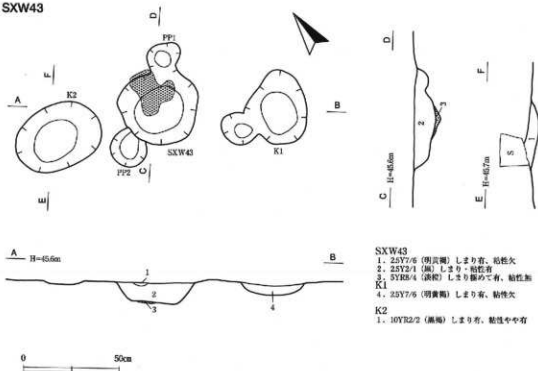 SXW43
D
PP1
F
A
K2
B
E
PP2
C
SXW43
K1
D
F
3
2
1
S
C H=45.6m
E H=45.7m
A H=45.6m
B
1
2
3
4
SXW43
1. 2.5Y7/6 (明黄褐) しまり有、粘性欠
2. 2.5Y2/1 (黒) しまり・粘性有
3. 5YR8/4 (淡橙) しまり極めて有、粘性無
K1
4. 2.5Y7/6 (明黄褐) しまり有、粘性欠
K2
1. 10YR2/2 (黒褐) しまり有、粘性やや有
0 50cm